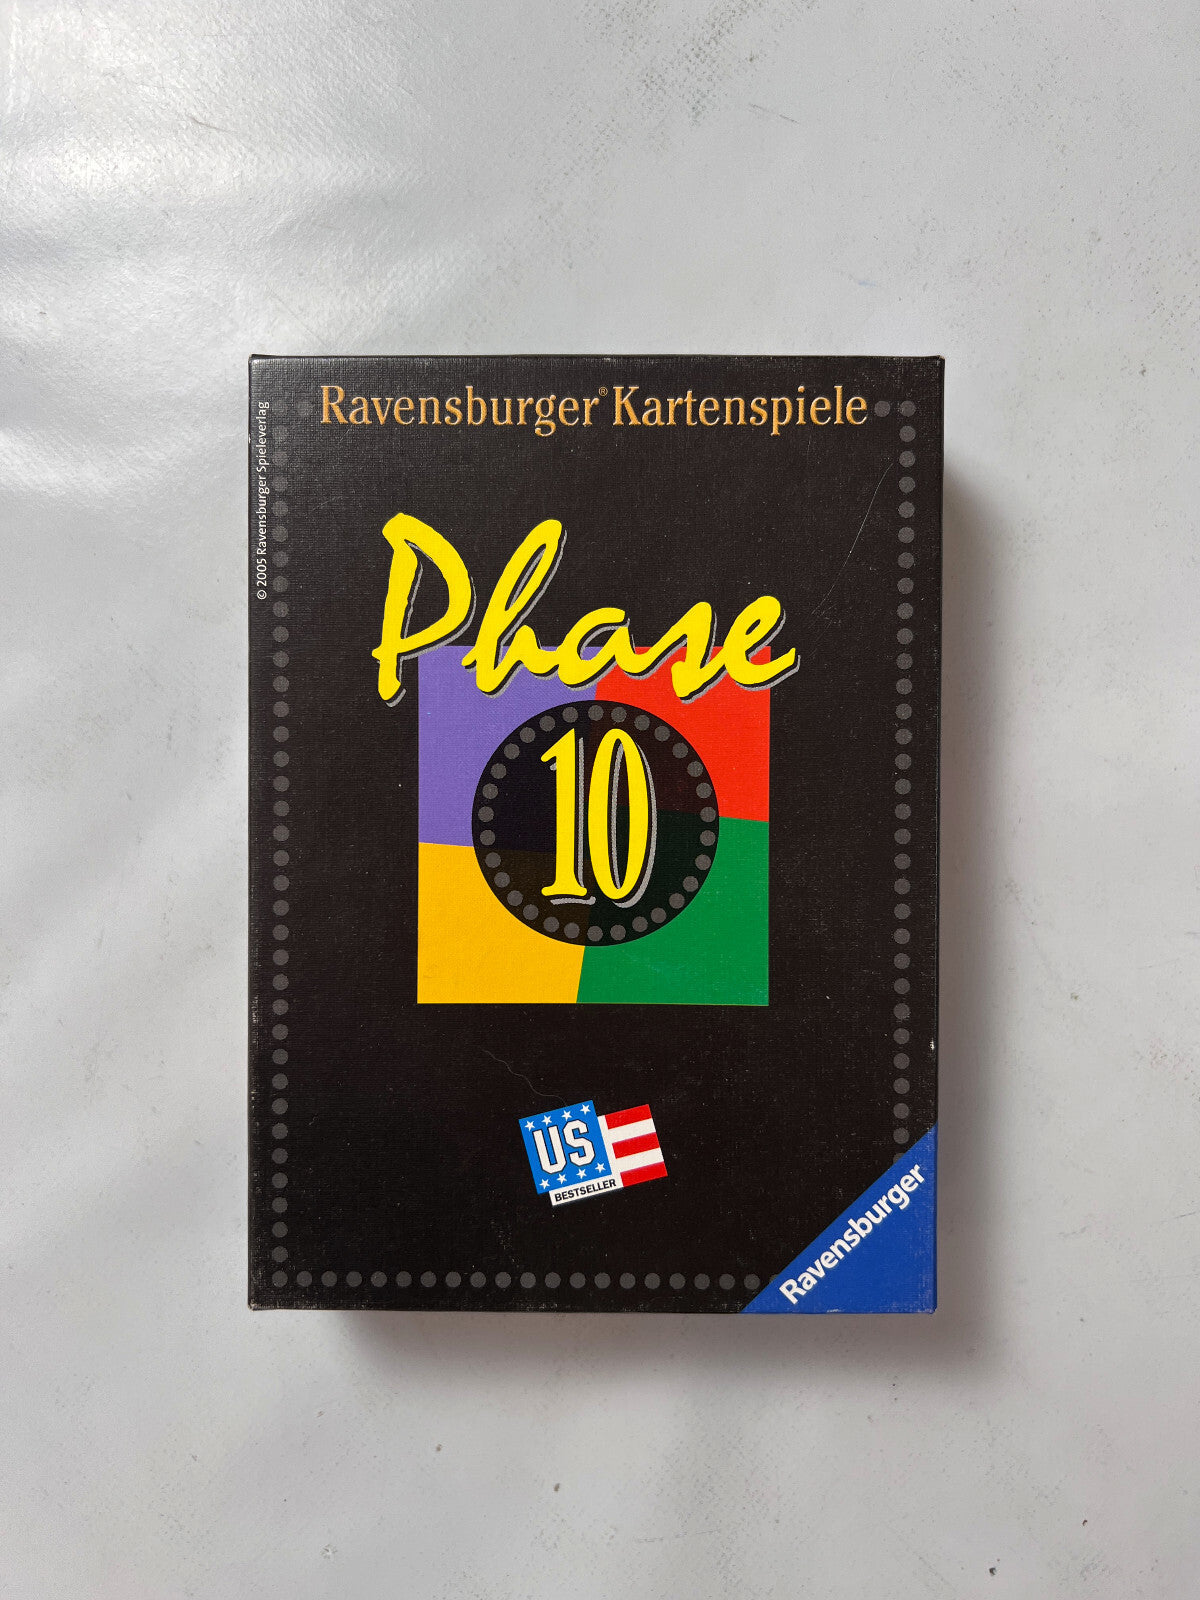 Ravensburger® Kartenspiele
© 2005 Ravensburger Spieleverlag
Phase
10
US
BESTSELLER
Ravensburger